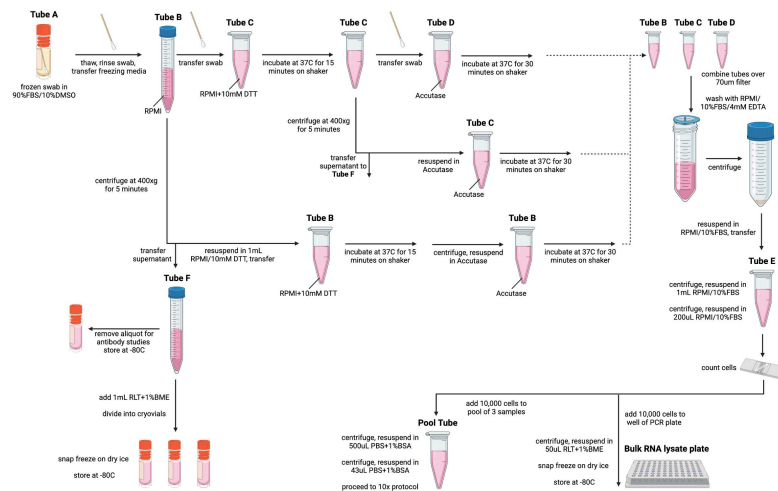 Tube A
frozen swab in
90%FBS/10%DMSO
thaw, rinse swab,
transfer freezing media
Tube B
RPMI
transfer swab
Tube C
RPMI+10mM DTT
incubate at 37C for 15
minutes on shaker
Tube C
transfer swab
Tube D
Accutase
incubate at 37C for 30
minutes on shaker
centrifuge at 400xg
for 5 minutes
transfer
supernatant to
Tube F
resuspend in
Accutase
Tube C
Accutase
incubate at 37C for 30
minutes on shaker
centrifuge at 400xg
for 5 minutes
transfer
supernatant
resuspend in 1mL
RPMI/10mM DTT, transfer
Tube B
RPMI+10mM DTT
incubate at 37C for 15
minutes on shaker
centrifuge, resuspend
in Accutase
Tube B
Accutase
incubate at 37C for 30
minutes on shaker
Tube B
Tube C
Tube D
combine tubes over
70um filter
wash with RPMI/
10%FBS/4mM EDTA
centrifuge
resuspend in
RPMI/10%FBS, transfer
Tube E
centrifuge, resuspend in
1mL RPMI/10%FBS
centrifuge, resuspend in
200uL RPMI/10%FBS
count cells
Tube F
remove aliquot for
antibody studies
store at -80C
add 1mL RLT+1%BME
divide into cryovials
snap freeze on dry ice
store at -80C
add 10,000 cells to
pool of 3 samples
Pool Tube
centrifuge, resuspend in
500uL PBS+1%BSA
centrifuge, resuspend in
43uL PBS+1%BSA
proceed to 10x protocol
add 10,000 cells to
well of PCR plate
centrifuge, resuspend in
50uL RLT+1%BME
snap freeze on dry ice
store at -80C
Bulk RNA lysate plate